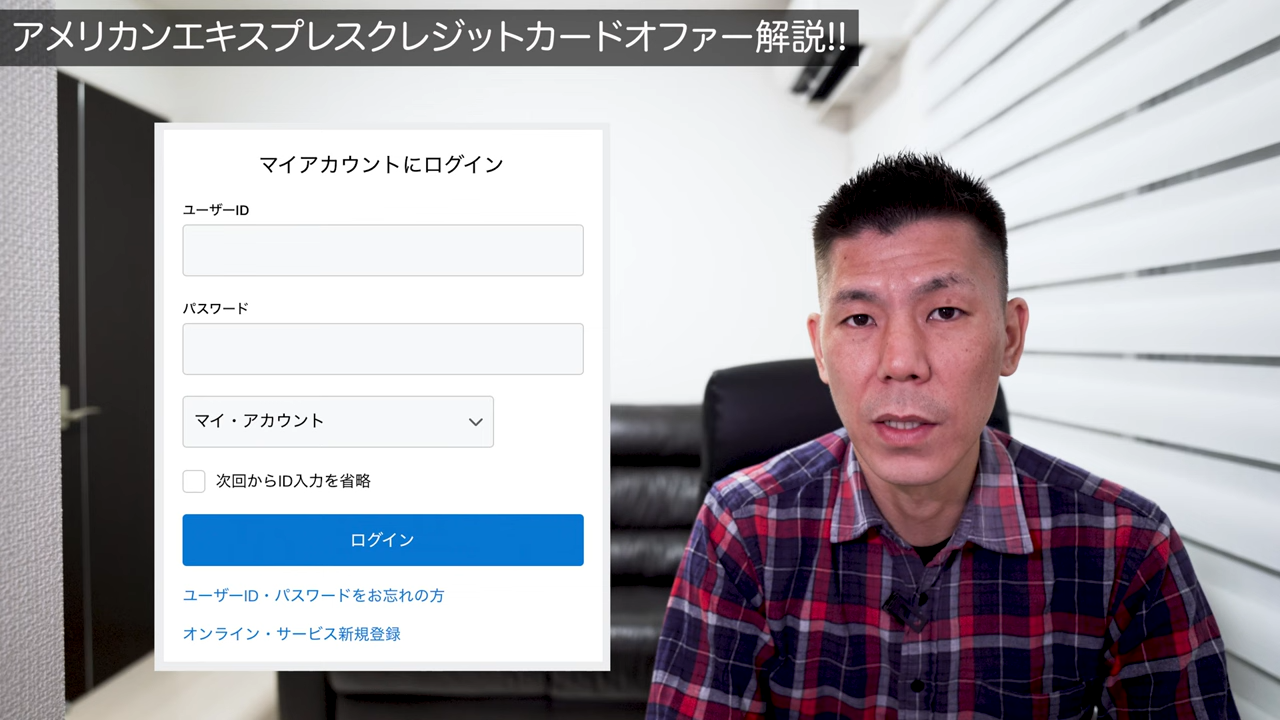 アメリカンエキスプレスクレジットカードオファー解説!!
マイアカウントにログイン
ユーザーID
パスワード
マイ・アカウント
次回からID入力を省略
ログイン
ユーザーID・パスワードをお忘れの方
オンライン・サービス新規登録